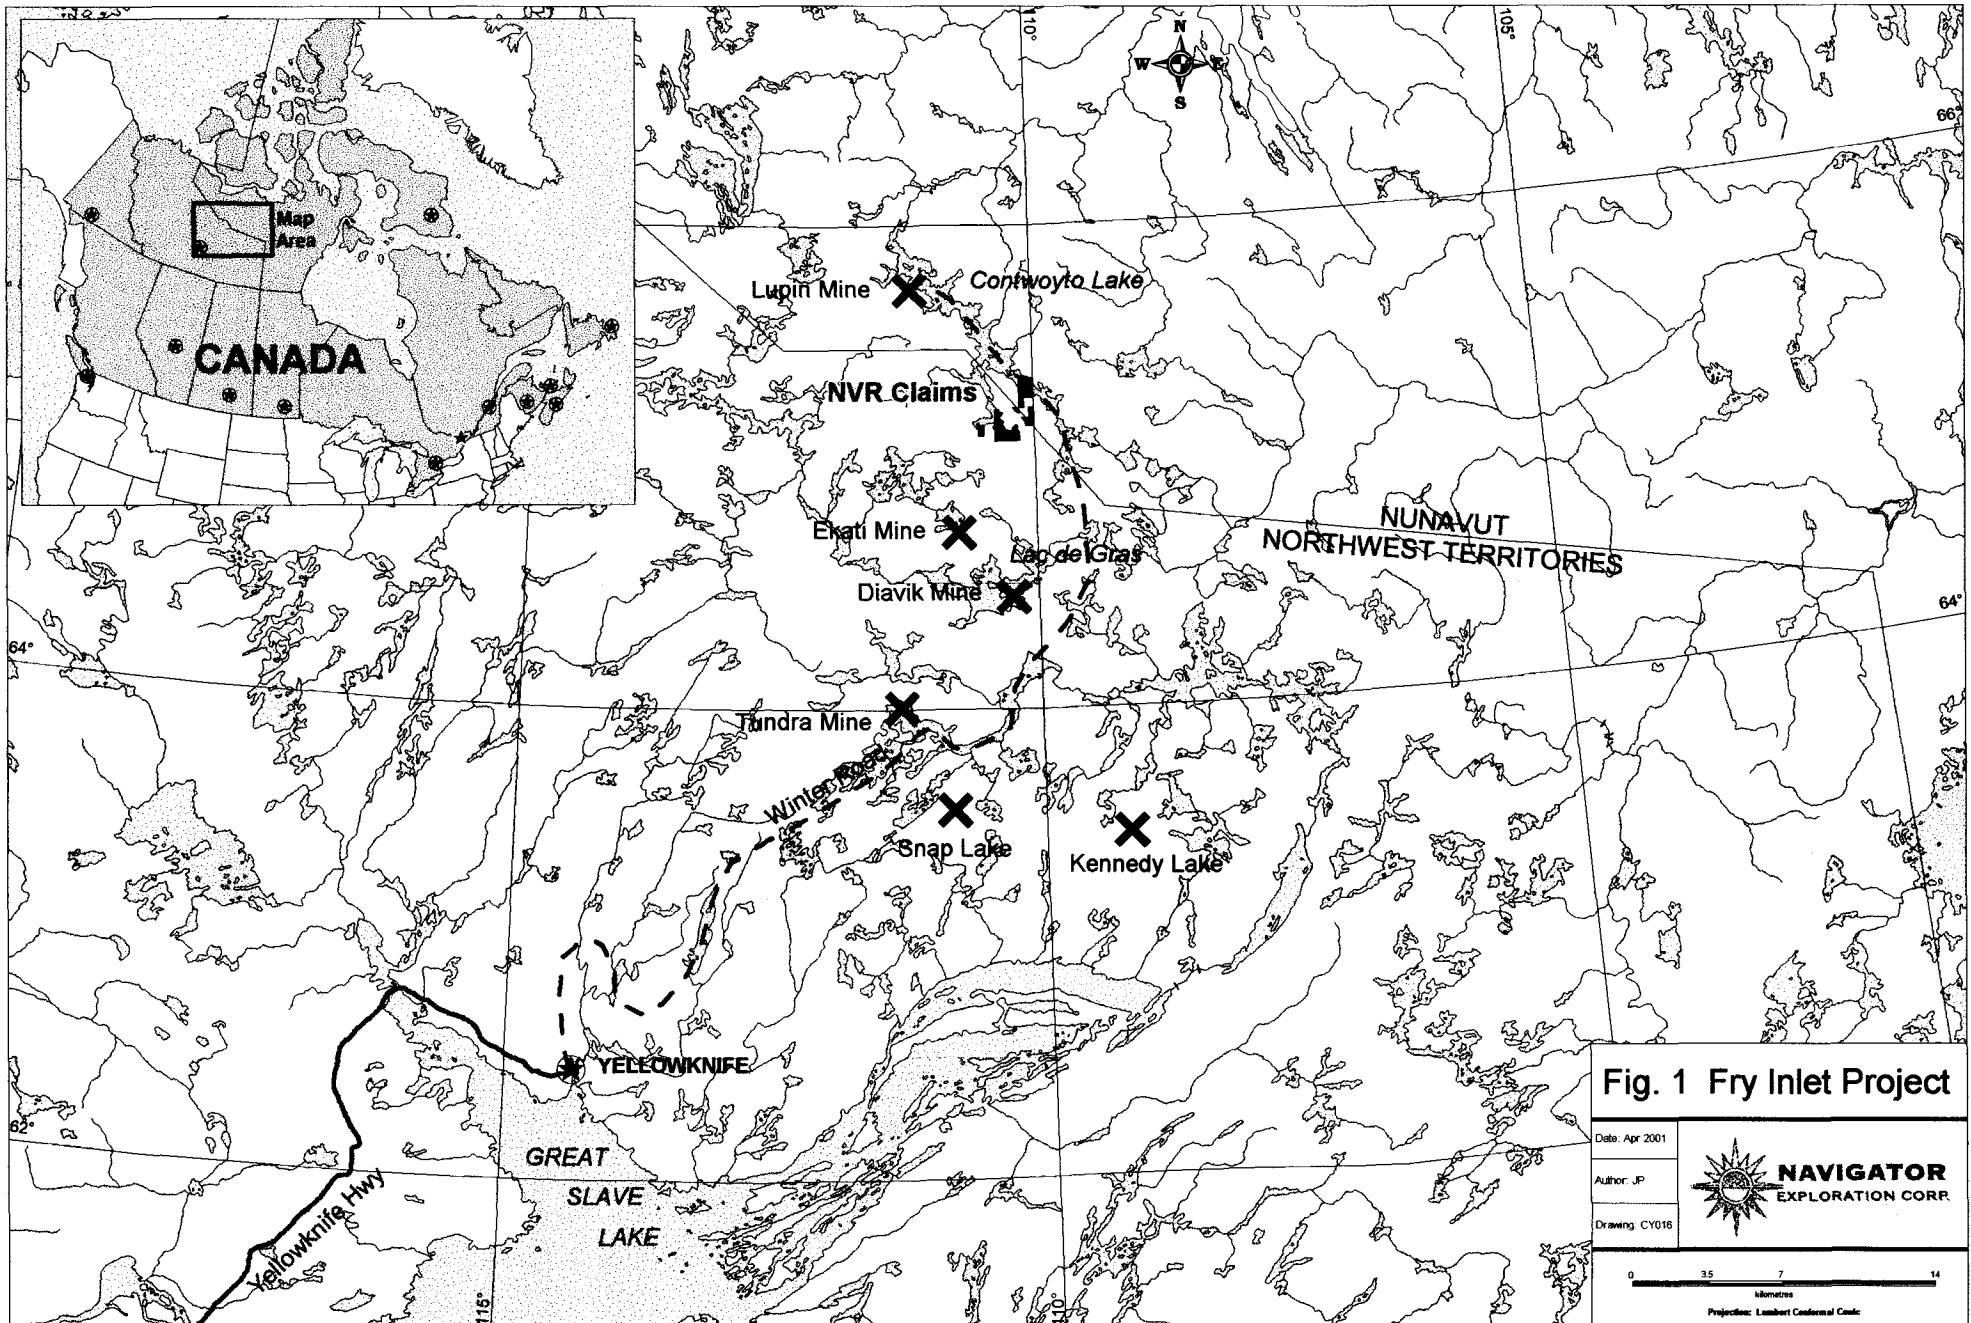 110°
105°
N
W E
S
66°
Map
Area
CANADA
Lupin Mine
Contwoyto Lake
NVR Claims
Ekati Mine
Lac de Gras
Diavik Mine
NUNAVUT
NORTHWEST TERRITORIES
64°
64°
Tundra Mine
Winter Road
Snap Lake
Kennedy Lake
YELLOWKNIFE
62°
GREAT
SLAVE
LAKE
Yellowknife Hwy
115°
110°
Fig. 1 Fry Inlet Project
Date: Apr 2001
Author: JP
Drawing: CY016
NAVIGATOR
EXPLORATION CORP.
0 3.5 7 14
kilometres
Projection: Lambert Conformal Conic